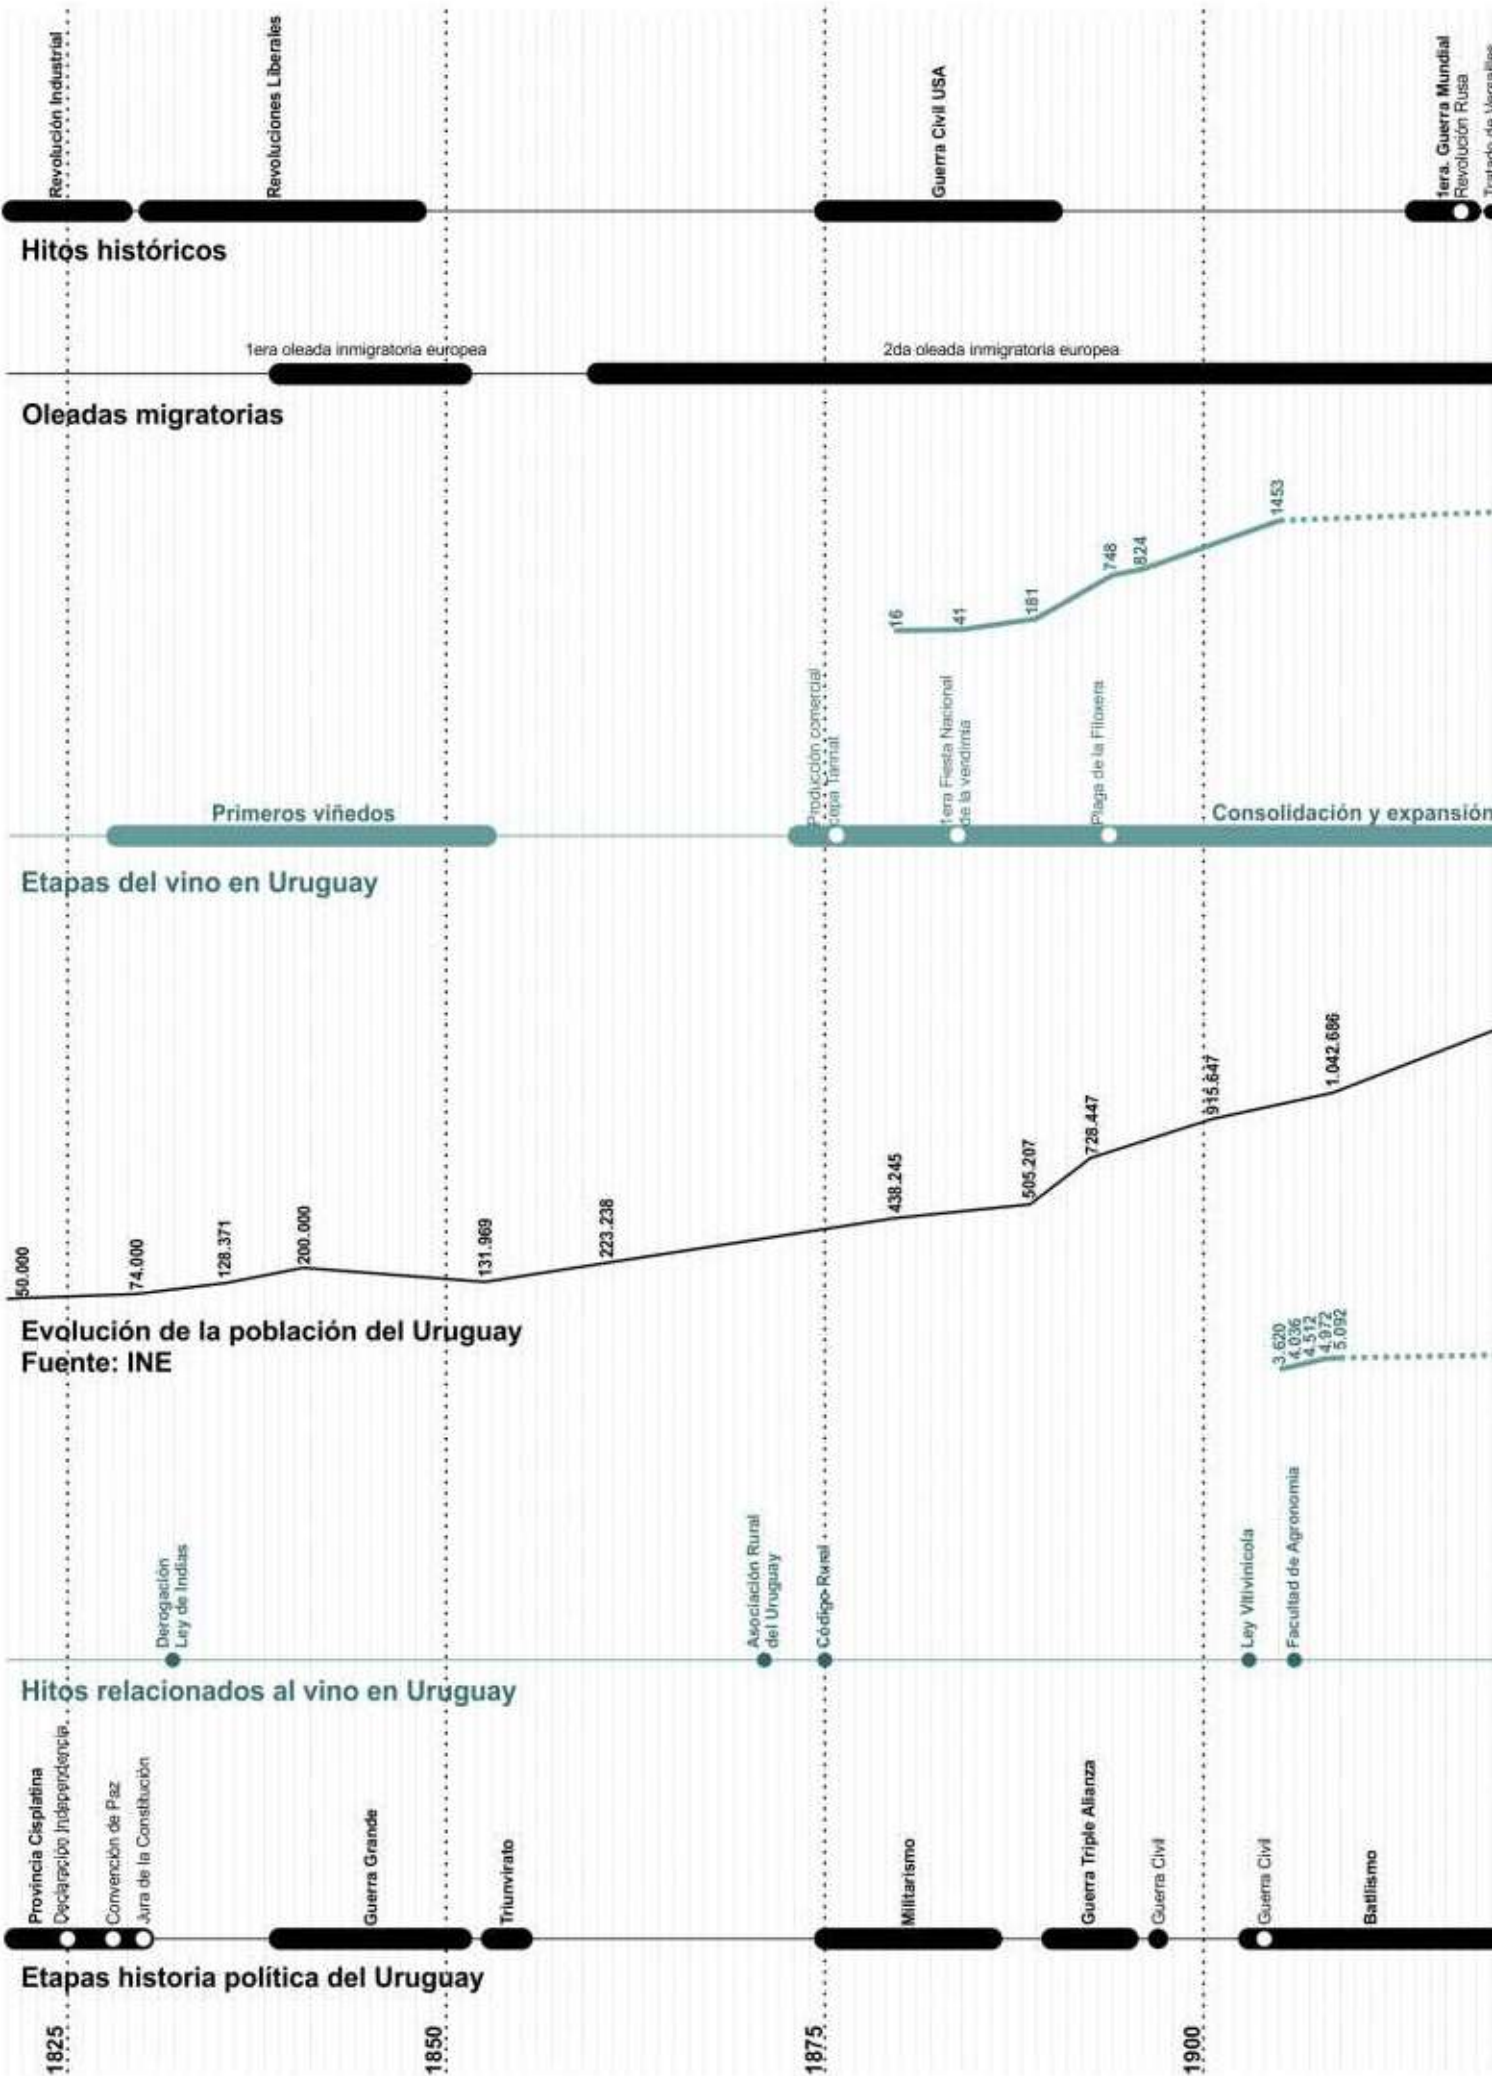 Revolución Industrial
Revoluciones Liberales
Guerra Civil USA
1era. Guerra Mundial
Revolución Rusa
Tratado de Versailles
Hitos históricos
1era oleada inmigratoria europea
2da oleada inmigratoria europea
Oleadas migratorias
16
41
181
748
824
1453
Producción comercial
cepa Tannat
1era Fiesta Nacional
de la vendimia
Plaga de la Filoxera
Primeros viñedos
Consolidación y expansión
Etapas del vino en Uruguay
50.000
74.000
128.371
200.000
131.969
223.238
438.245
505.207
728.447
915.647
1.042.686
Evolución de la población del Uruguay
Fuente: INE
3.620
4.036
4.512
4.972
5.092
Derogación
Ley de Indias
Asociación Rural
del Uruguay
Código Rural
Ley Vitivinícola
Facultad de Agronomía
Hitos relacionados al vino en Uruguay
Provincia Cisplatina
Declaración Independencia
Convención de Paz
Jura de la Constitución
Guerra Grande
Triunvirato
Militarismo
Guerra Triple Alianza
Guerra Civil
Guerra Civil
Batllismo
Etapas historia política del Uruguay
1825
1850
1875
1900